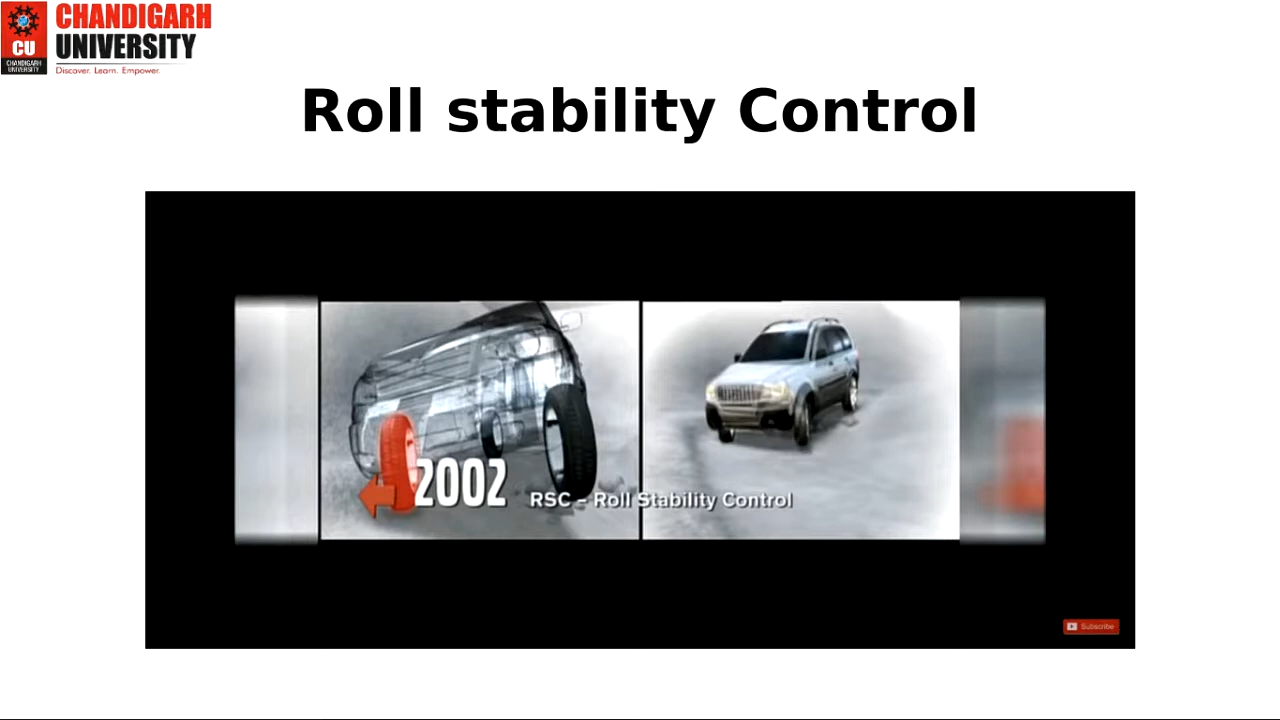 CHANDIGARH
UNIVERSITY
Discover. Learn. Empower.
CU
CHANDIGARH
UNIVERSITY
Roll stability Control
2002
RSC – Roll Stability Control
Subscribe